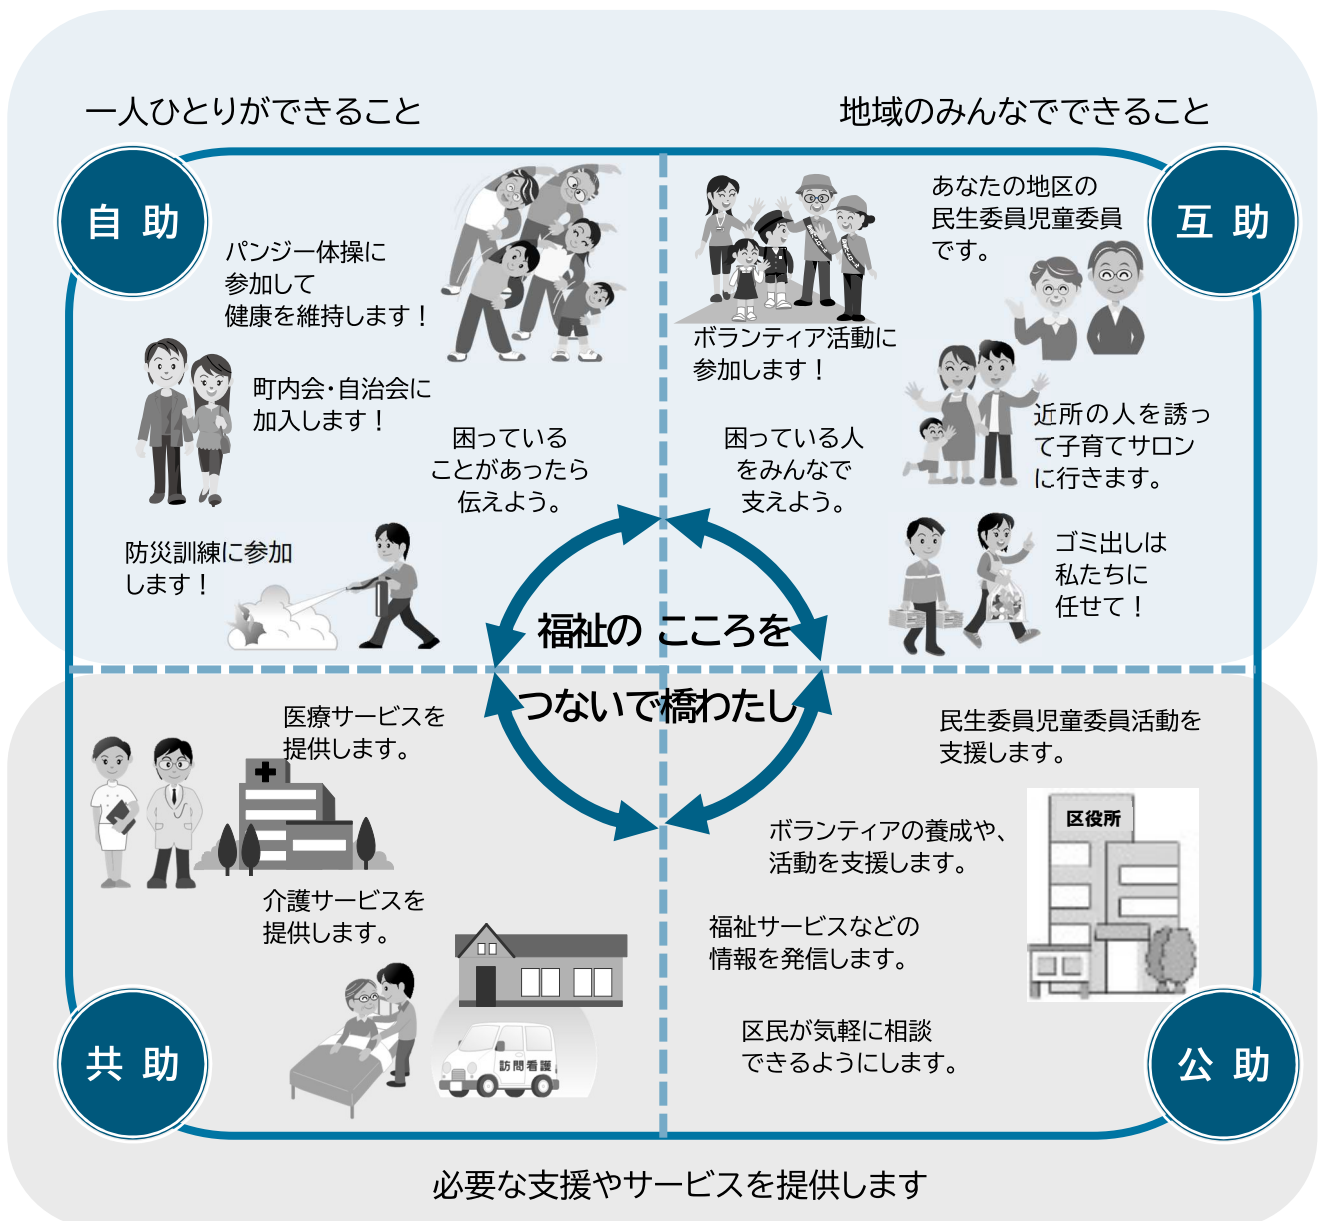 一人ひとりができること
地域のみんなでできること
自助
パンジー体操に
参加して
健康を維持します！
町内会・自治会に
加入します！
困っている
ことがあったら
伝えよう。
防災訓練に参加
します！
互助
あなたの地区の
民生委員児童委員
です。
ボランティア活動に
参加します！
困っている人
をみんなで
支えよう。
近所の人を誘っ
て子育てサロン
に行きます。
ゴミ出しは
私たちに
任せて！
福祉の こころを
つないで橋わたし
医療サービスを
提供します。
介護サービスを
提供します。
訪問看護
共助
民生委員児童委員活動を
支援します。
ボランティアの養成や、
活動を支援します。
区役所
福祉サービスなどの
情報を発信します。
区民が気軽に相談
できるようにします。
公助
必要な支援やサービスを提供します